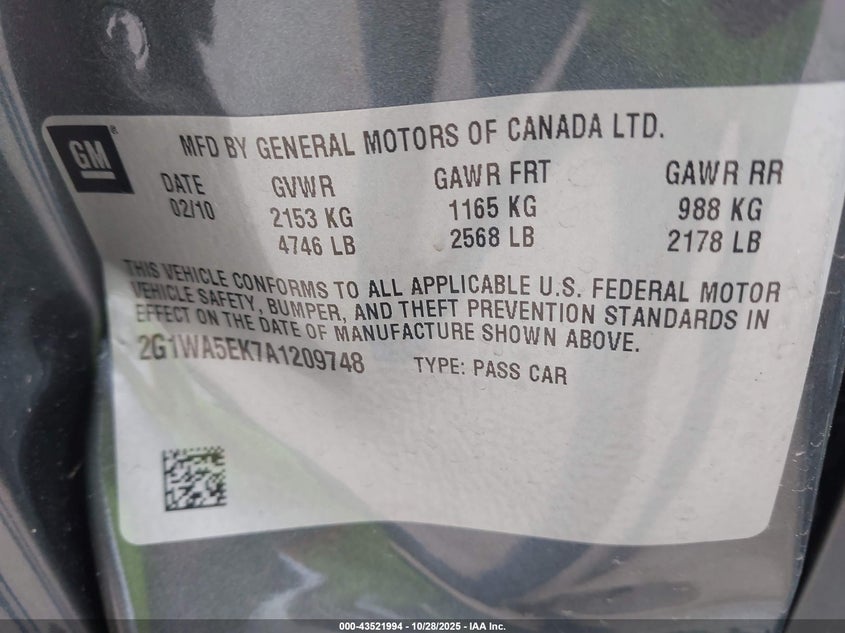 GM®
MFD BY GENERAL MOTORS OF CANADA LTD.
DATE GVWR GAWR FRT GAWR RR
02/10 2153 KG 1165 KG 988 KG
4746 LB 2568 LB 2178 LB
THIS VEHICLE CONFORMS TO ALL APPLICABLE U.S. FEDERAL MOTOR
VEHICLE SAFETY, BUMPER, AND THEFT PREVENTION STANDARDS IN
EFFECT ON THE DATE OF MANUFACTURE SHOWN ABOVE.
2G1WA5EK7A1209748 TYPE: PASS CAR
000-43521994 - 10/28/2025 - IAA Inc.